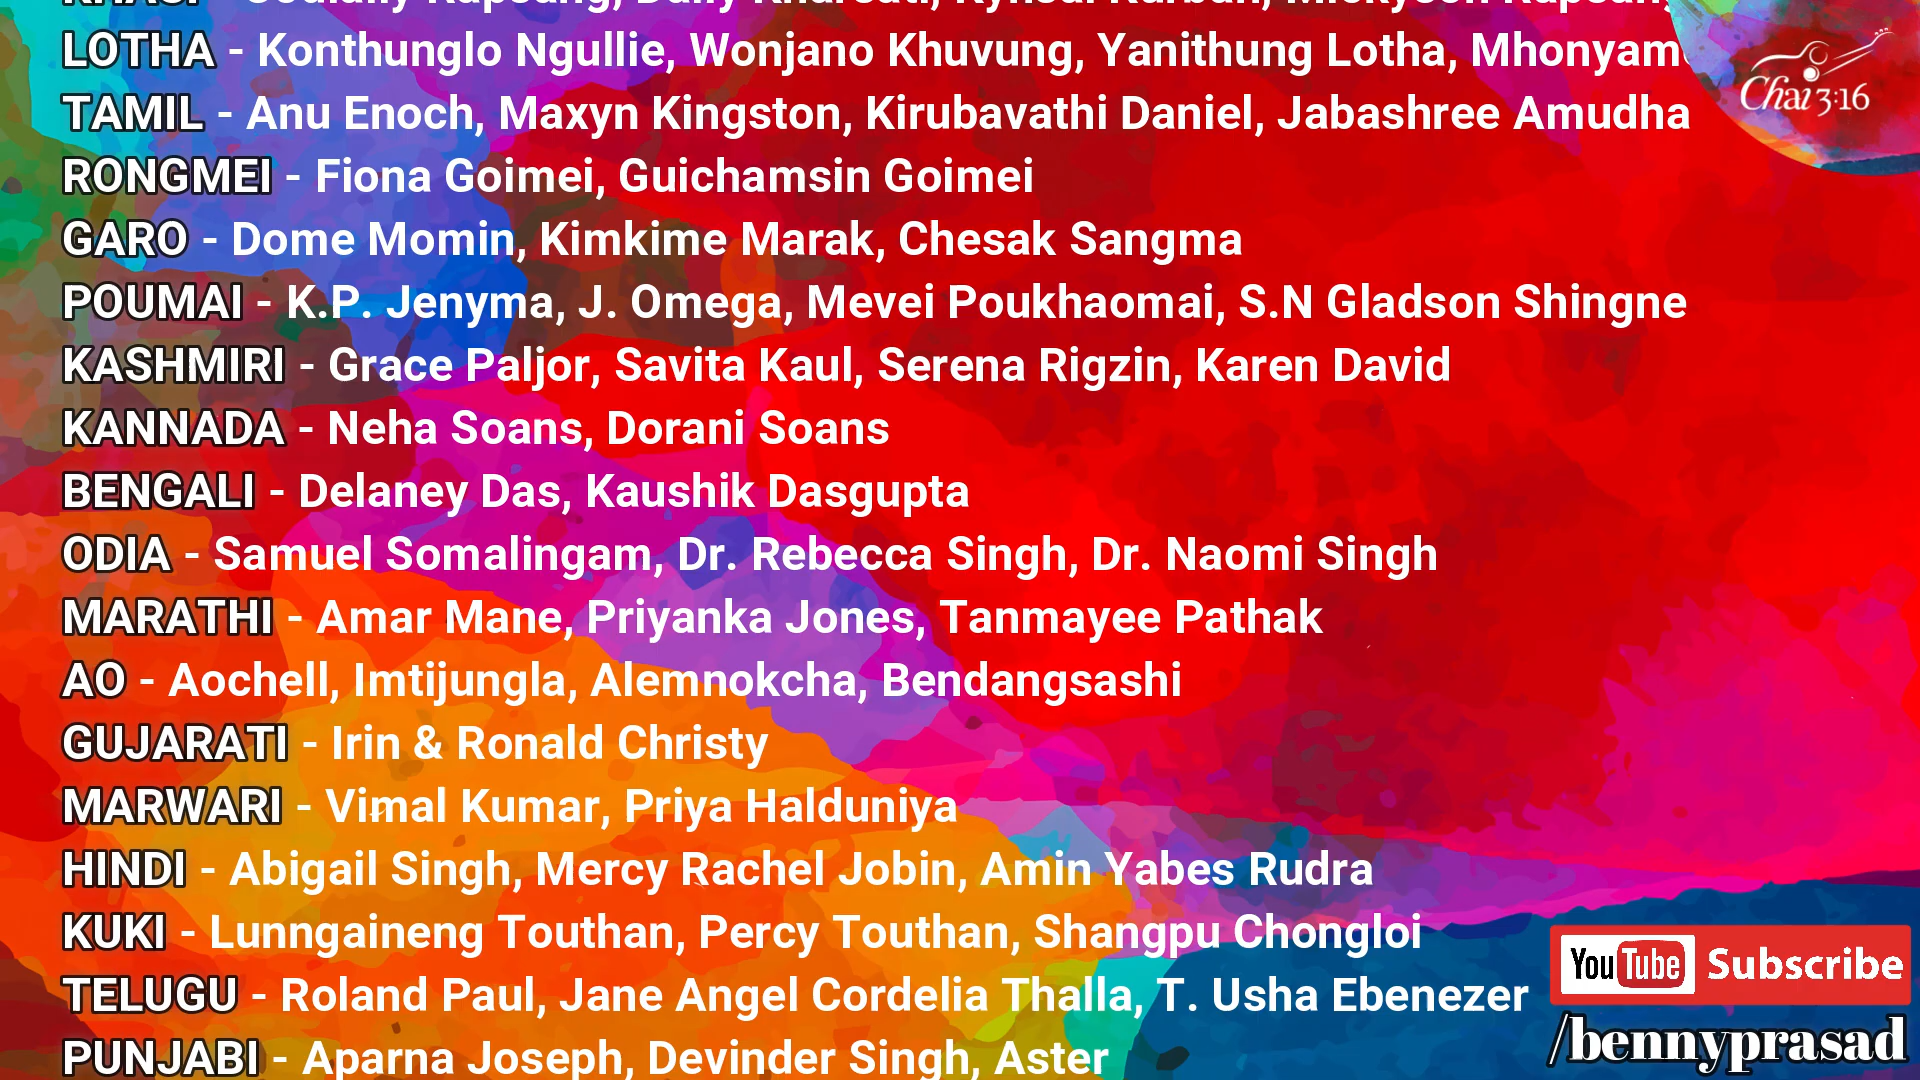 LOTHA - Konthunglo Ngullie, Wonjano Khuvung, Yanithung Lotha,
TAMIL - Anu Enoch, Maxyn Kingston, Kirubavathi Daniel, Jabashree Amudha
RONGMEI - Fiona Goimei, Guichamsin Goimei
GARO - Dome Momin, Kimkime Marak, Chesak Sangma
POUMAI - K.P. Jenyma, J. Omega, Mevei Poukhaomai, S.N Gladson Shingne
KASHMIRI - Grace Paljor, Savita Kaul, Serena Rigzin, Karen David
KANNADA - Neha Soans, Dorani Soans
BENGALI - Delaney Das, Kaushik Dasgupta
ODIA - Samuel Somalingam, Dr. Rebecca Singh, Dr. Naomi Singh
MARATHI - Amar Mane, Priyanka Jones, Tanmayee Pathak
AO - Aochell, Imtijungla, Alemnokcha, Bendangsashi
GUJARATI - Irin & Ronald Christy
MARWARI - Vimal Kumar, Priya Halduniya
HINDI - Abigail Singh, Mercy Rachel Jobin, Amin Yabes Rudra
KUKI - Lunngaineng Touthan, Percy Touthan, Shangpu Chongloi
TELUGU - Roland Paul, Jane Angel Cordelia Thalla, T. Usha Ebenezer
PUNJABI - Aparna Joseph, Devinder Singh, Aster
Chai 3:16
YouTube Subscribe
/bennyprasad